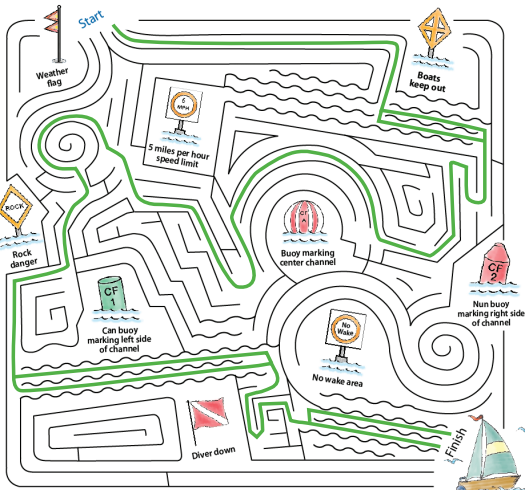 Start
Weather
flag
Boats
keep out
5
MPH
5 miles per hour
speed limit
ROCK
Rock
danger
CF
A
Buoy marking
center channel
CF
2
Nun buoy
marking right side
of channel
CF
1
Can buoy
marking left side
of channel
No
Wake
No wake area
Diver down
Finish